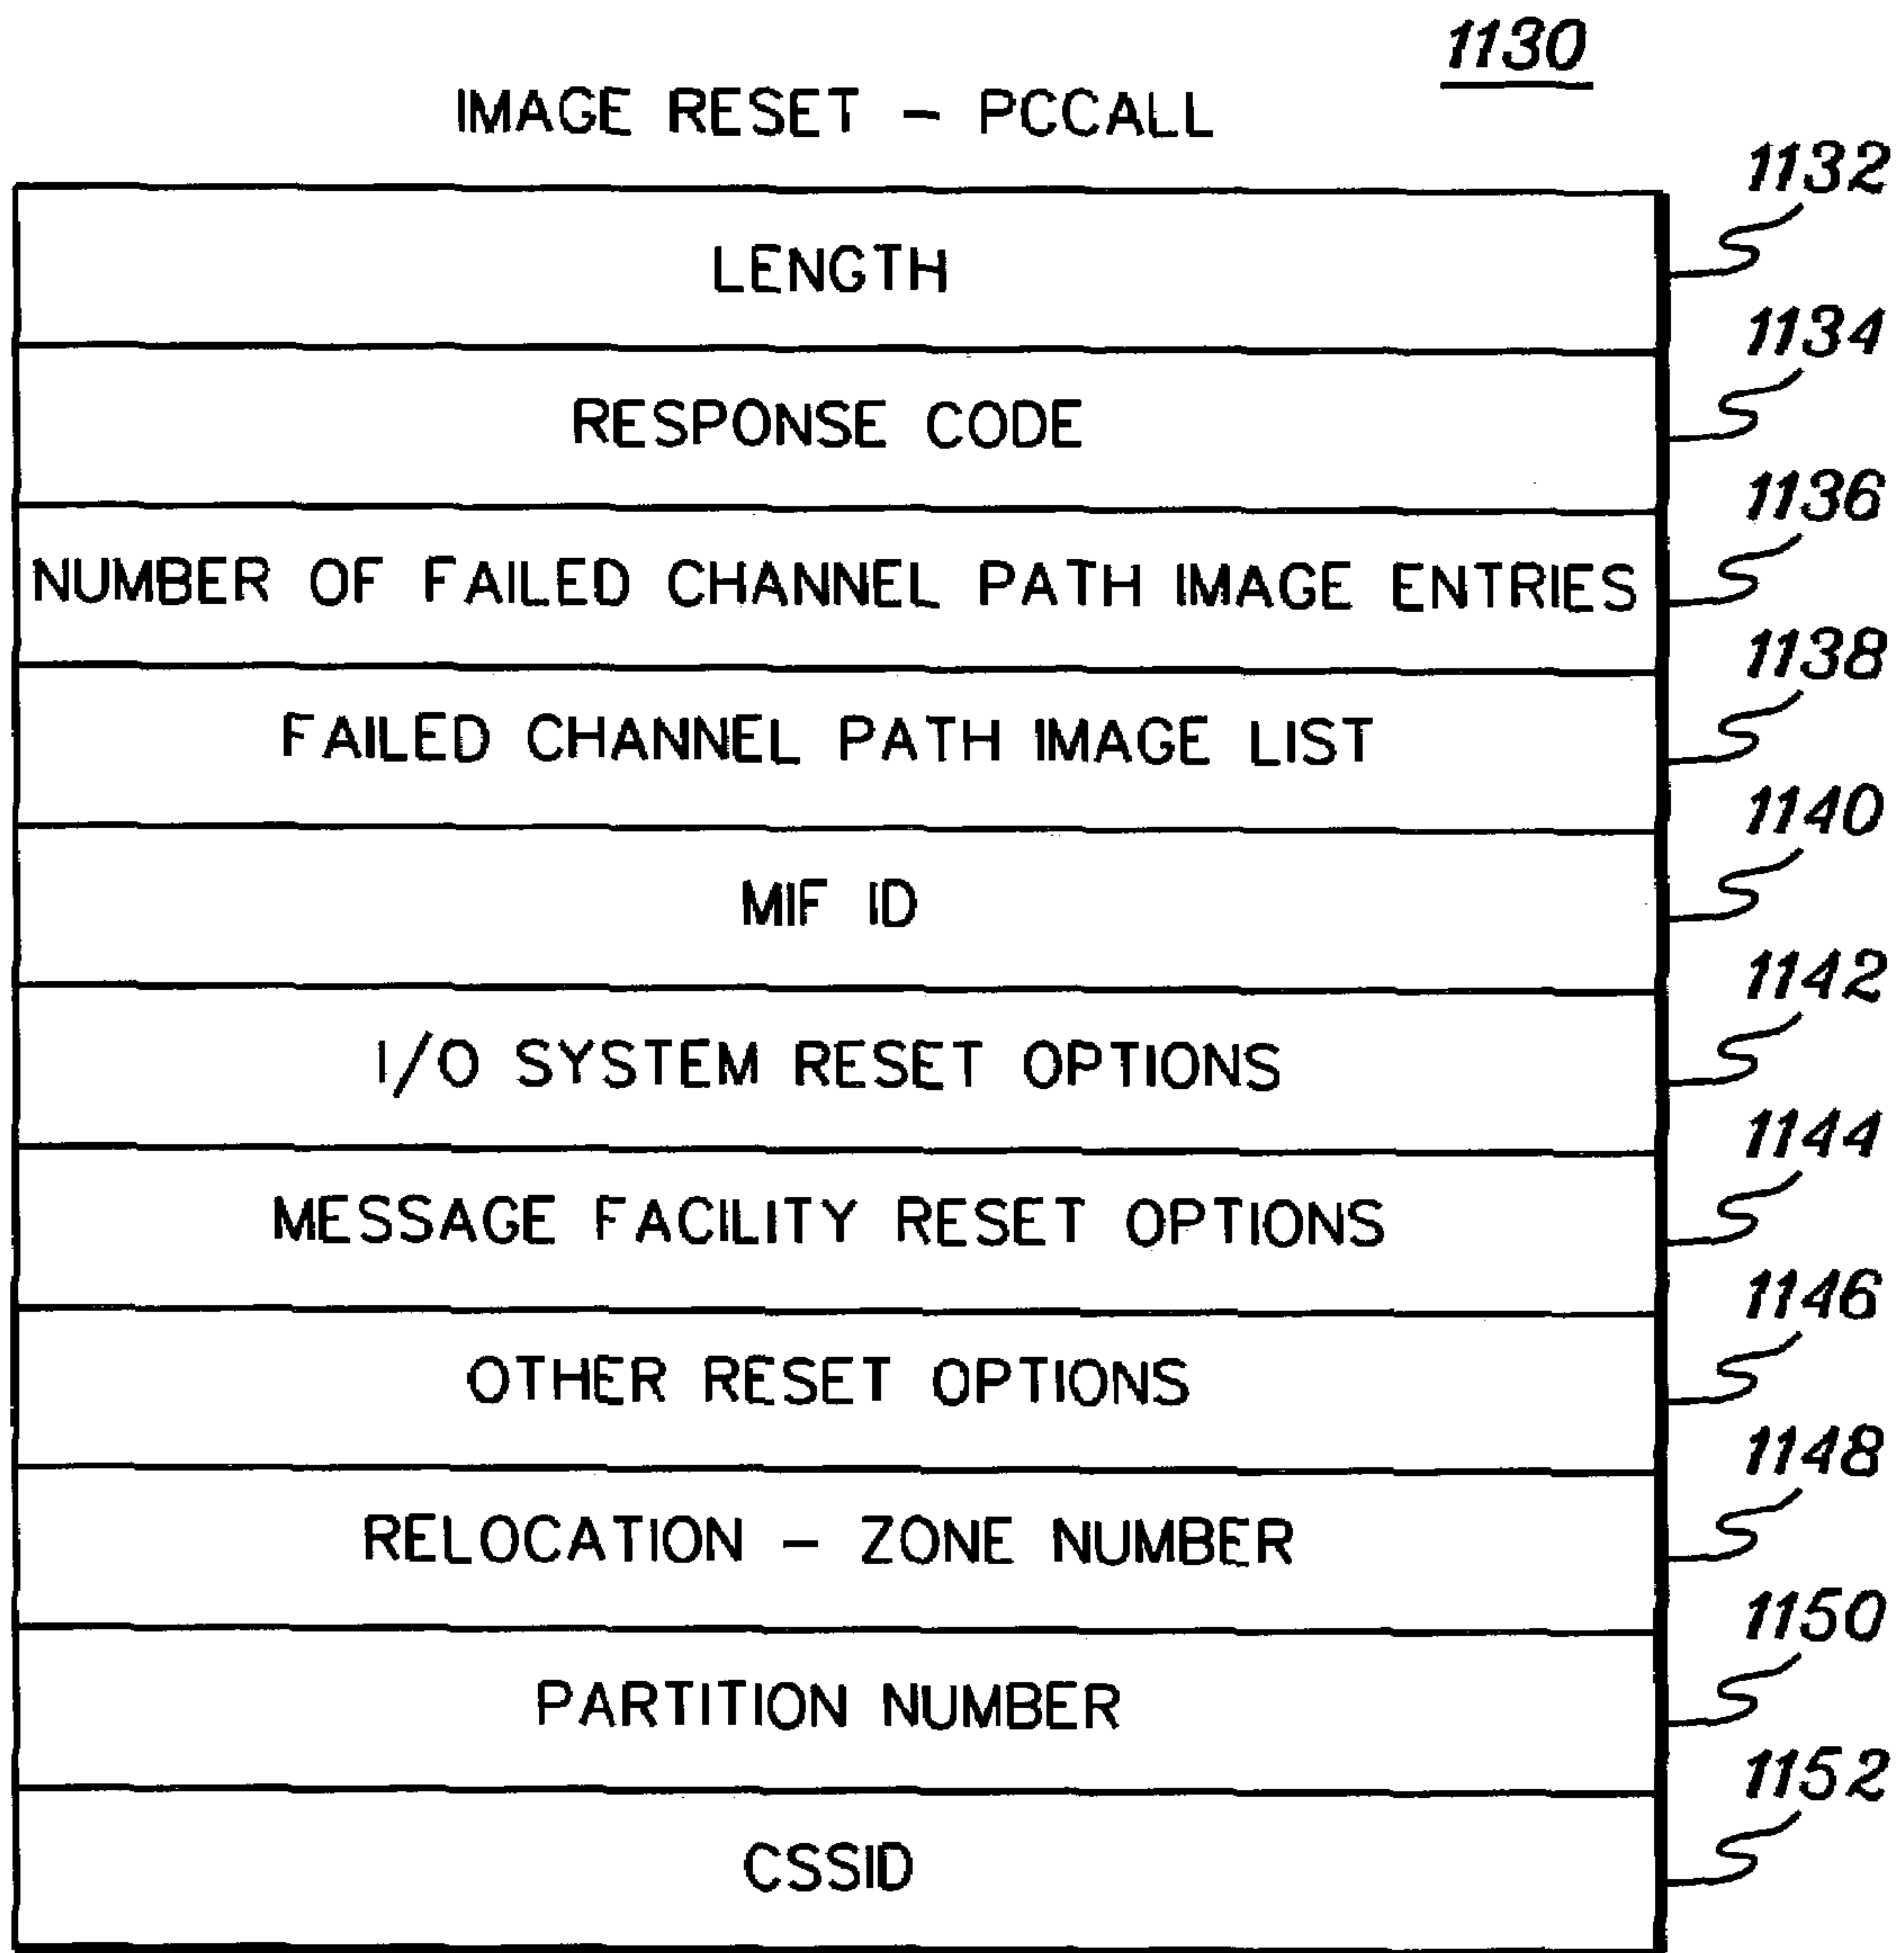 1130
IMAGE RESET – PCCALL
1132
LENGTH
1134
RESPONSE CODE
1136
NUMBER OF FAILED CHANNEL PATH IMAGE ENTRIES
1138
FAILED CHANNEL PATH IMAGE LIST
1140
MIF ID
1142
I/O SYSTEM RESET OPTIONS
1144
MESSAGE FACILITY RESET OPTIONS
1146
OTHER RESET OPTIONS
1148
RELOCATION – ZONE NUMBER
1150
PARTITION NUMBER
1152
CSSID